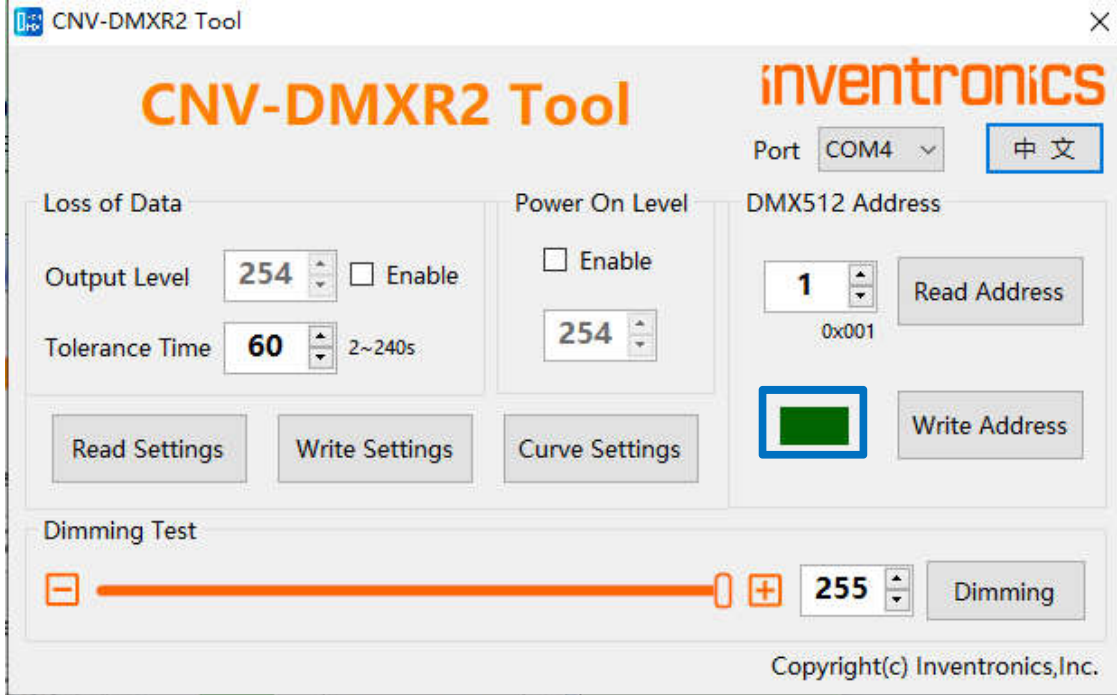 CNV-DMXR2 Tool
CNV-DMXR2 Tool
inventronics
Port COM4 中 文
Loss of Data
Output Level 254 Enable
Tolerance Time 60 2~240s
Power On Level
Enable
254
DMX512 Address
1 Read Address
0x001
Write Address
Read Settings Write Settings Curve Settings
Dimming Test
255 Dimming
Copyright(c) Inventronics,Inc.